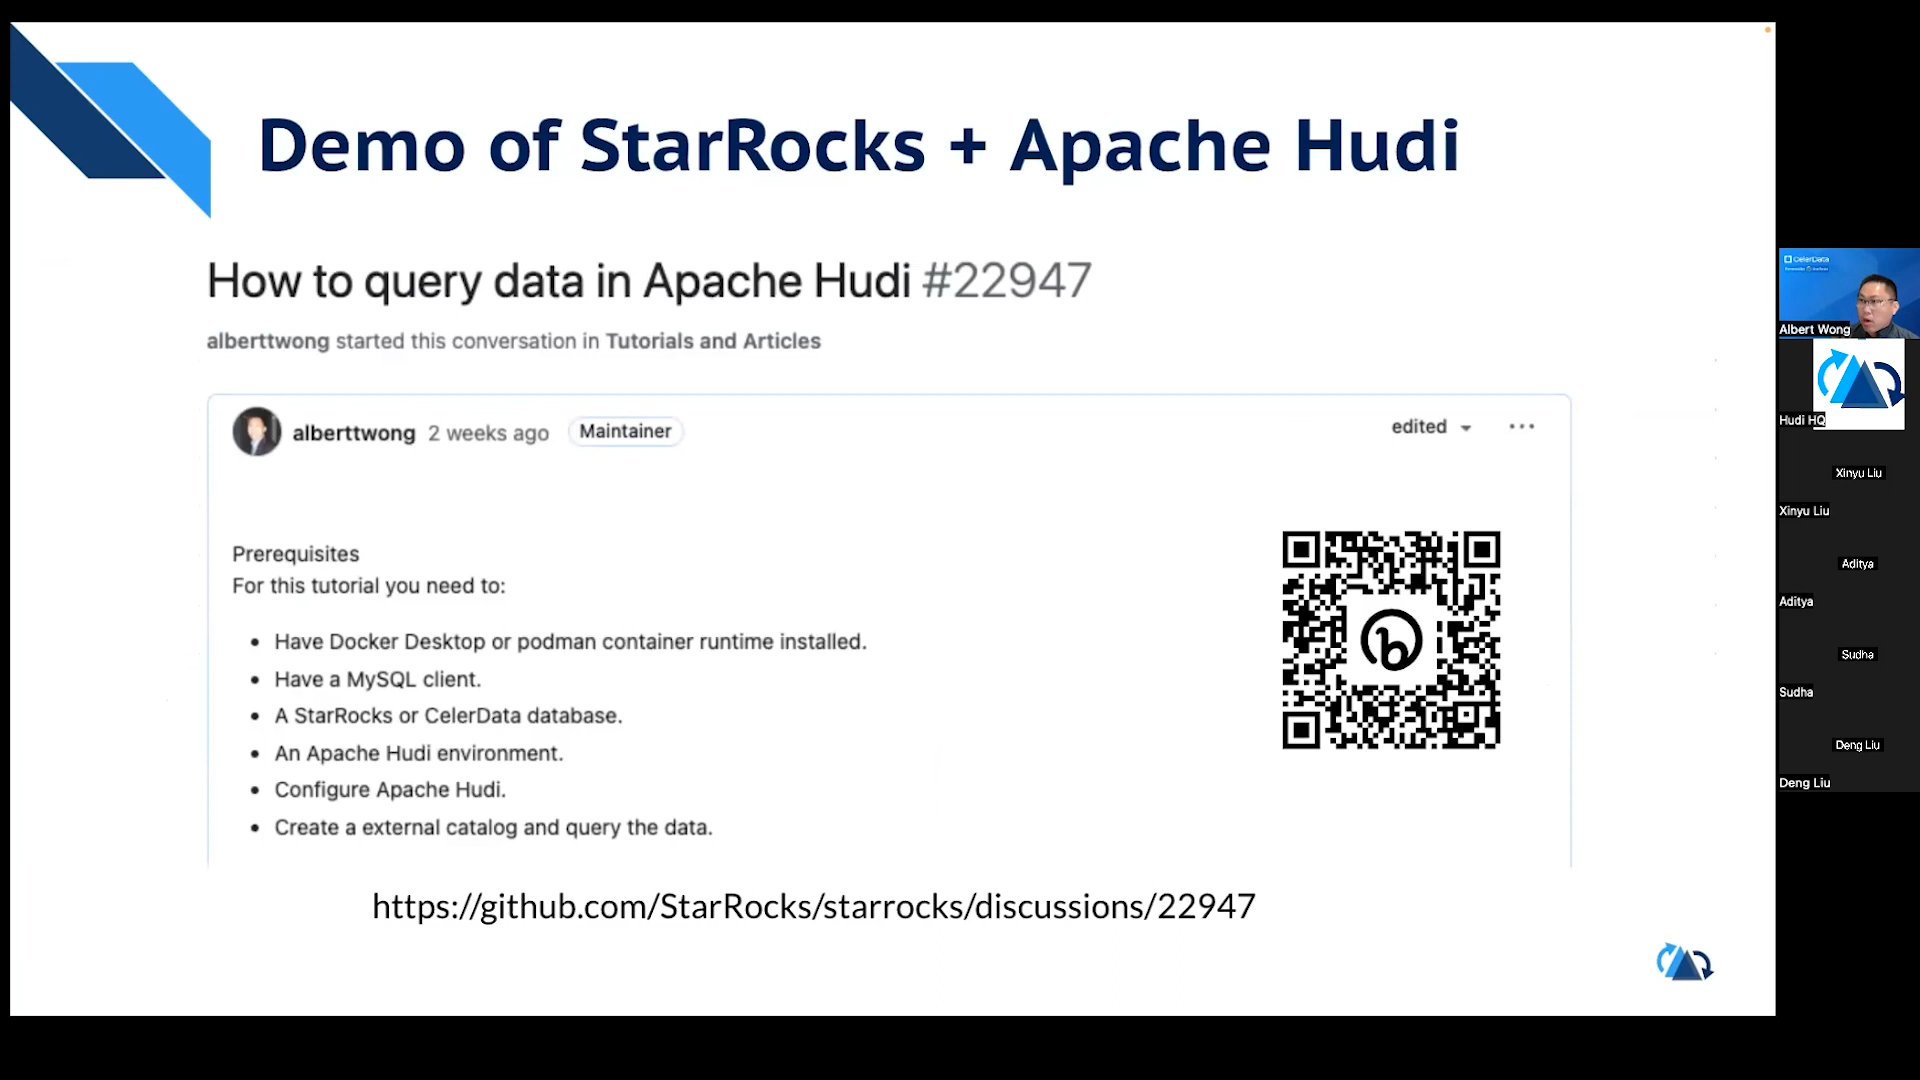 Demo of StarRocks + Apache Hudi
How to query data in Apache Hudi #22947
alberttwong started this conversation in Tutorials and Articles
alberttwong 2 weeks ago Maintainer
edited
Prerequisites
For this tutorial you need to:
Have Docker Desktop or podman container runtime installed.
Have a MySQL client.
A StarRocks or CelerData database.
An Apache Hudi environment.
Configure Apache Hudi.
Create a external catalog and query the data.
https://github.com/StarRocks/starrocks/discussions/22947
CelerData
Albert Wong
Hudi HQ
Xinyu Liu
Xinyu Liu
Aditya
Aditya
Sudha
Sudha
Deng Liu
Deng Liu